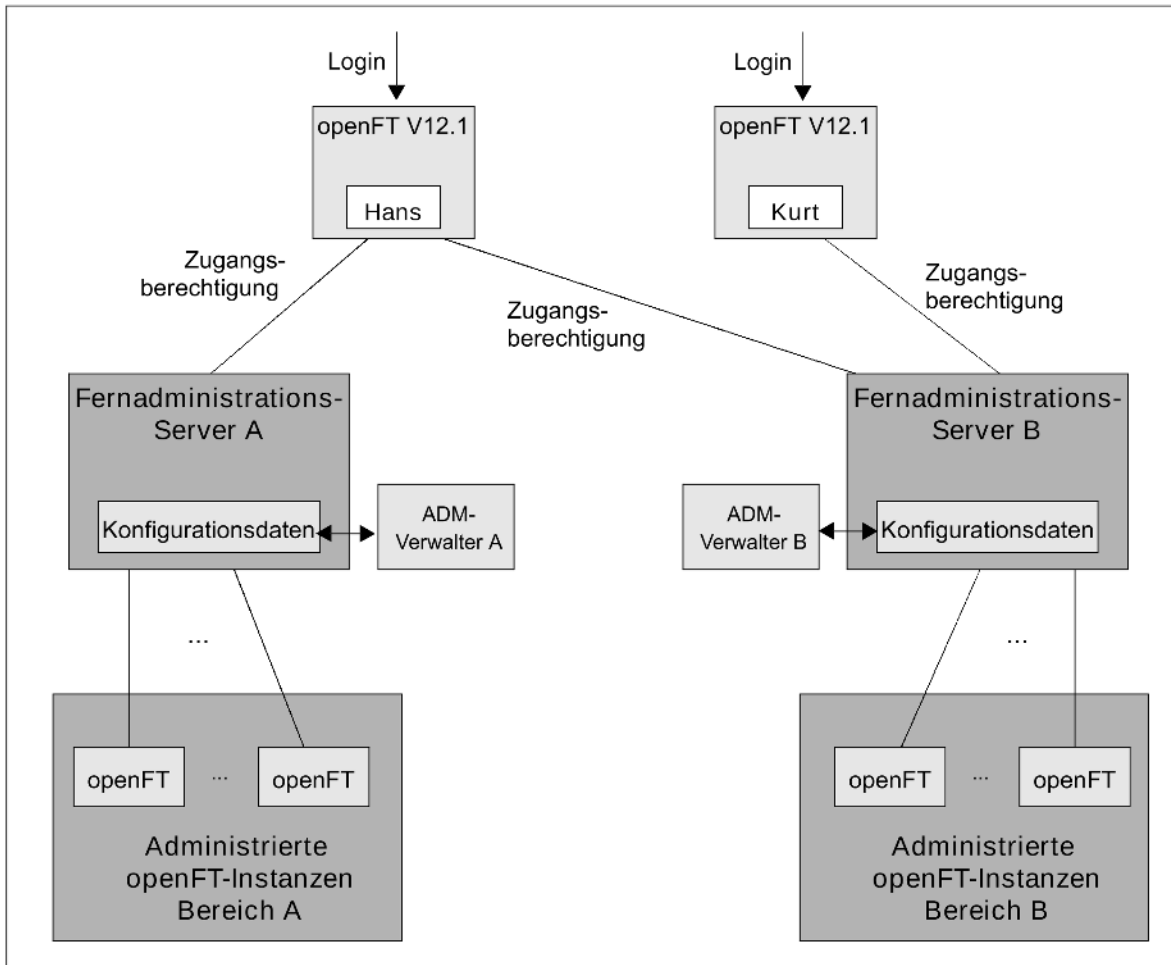 Login
Login
openFT V12.1
openFT V12.1
Hans
Kurt
Zugangs-
berechtigung
Zugangs-
berechtigung
Zugangs-
berechtigung
Fernadministrations-
Server A
Fernadministrations-
Server B
Konfigurationsdaten
ADM-
Verwalter A
ADM-
Verwalter B
Konfigurationsdaten
...
...
openFT
...
openFT
openFT
...
openFT
Administrierte
openFT-Instanzen
Bereich A
Administrierte
openFT-Instanzen
Bereich B